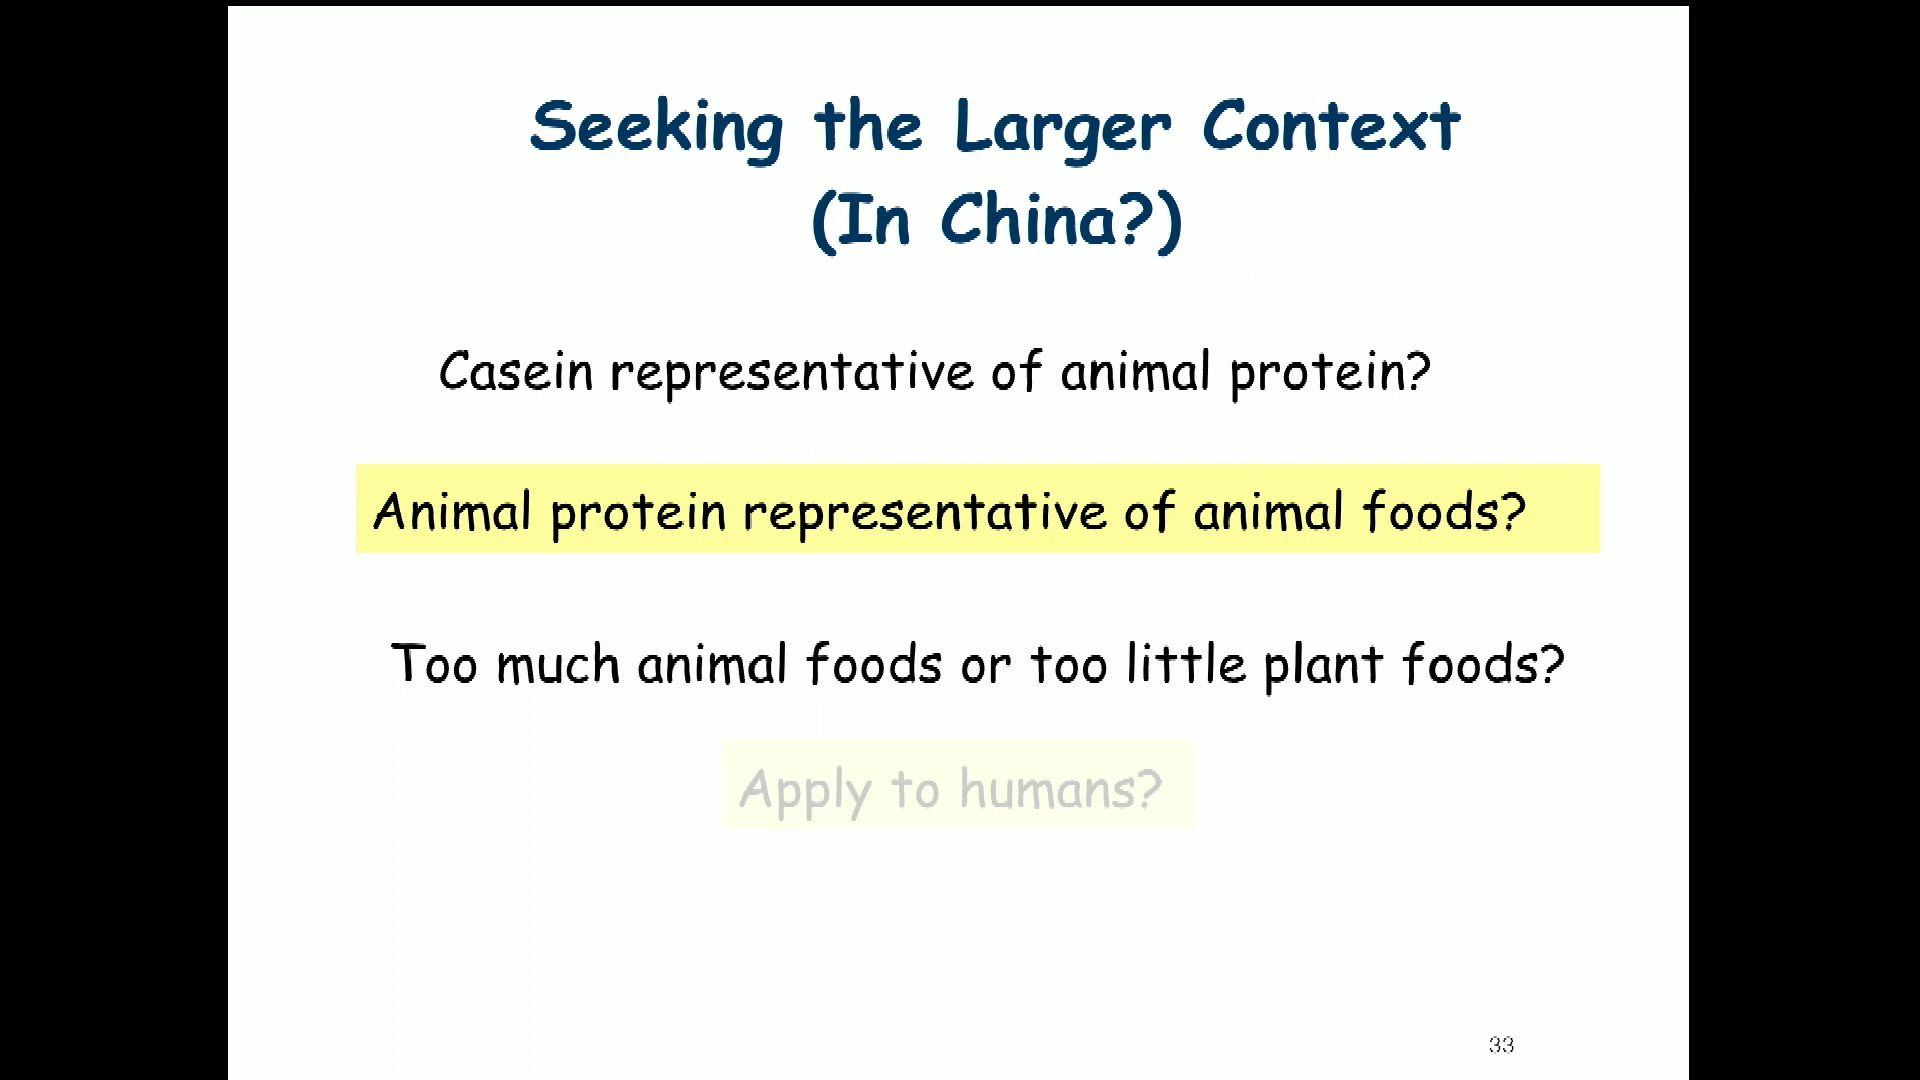 Seeking the Larger Context
(In China?)
Casein representative of animal protein?
Animal protein representative of animal foods?
Too much animal foods or too little plant foods?
Apply to humans?
33